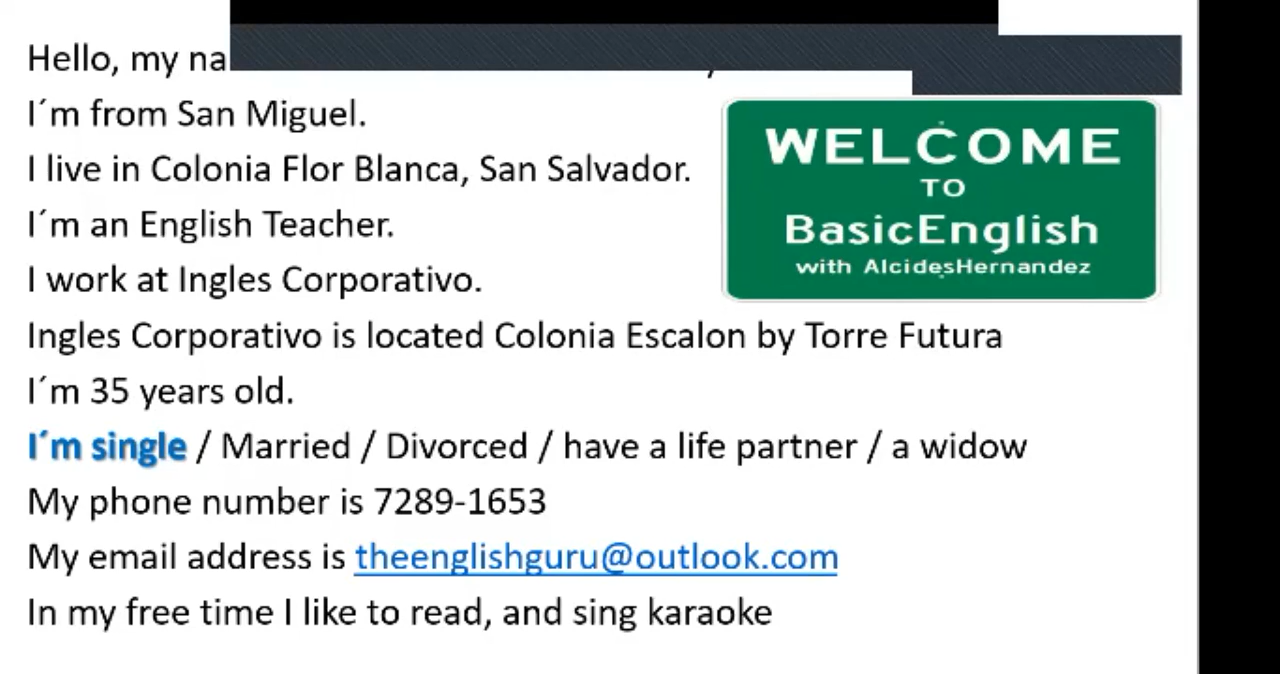 Hello, my na
I´m from San Miguel.
I live in Colonia Flor Blanca, San Salvador.
I´m an English Teacher.
I work at Ingles Corporativo.
Ingles Corporativo is located Colonia Escalon by Torre Futura
I´m 35 years old.
I´m single / Married / Divorced / have a life partner / a widow
My phone number is 7289-1653
My email address is theenglishguru@outlook.com
In my free time I like to read, and sing karaoke
WELCOME
TO
BasicEnglish
with AlcidesHernandez